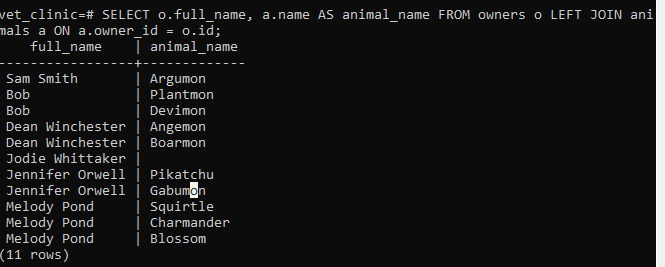 vet_clinic=# SELECT o.full_name, a.name AS animal_name FROM owners o LEFT JOIN ani
mals a ON a.owner_id = o.id;
    full_name    | animal_name
-----------------+-------------
 Sam Smith       | Argumon
 Bob             | Plantmon
 Bob             | Devimon
 Dean Winchester | Angemon
 Dean Winchester | Boarmon
 Jodie Whittaker |
 Jennifer Orwell | Pikatchu
 Jennifer Orwell | Gabumon
 Melody Pond     | Squirtle
 Melody Pond     | Charmander
 Melody Pond     | Blossom
(11 rows)